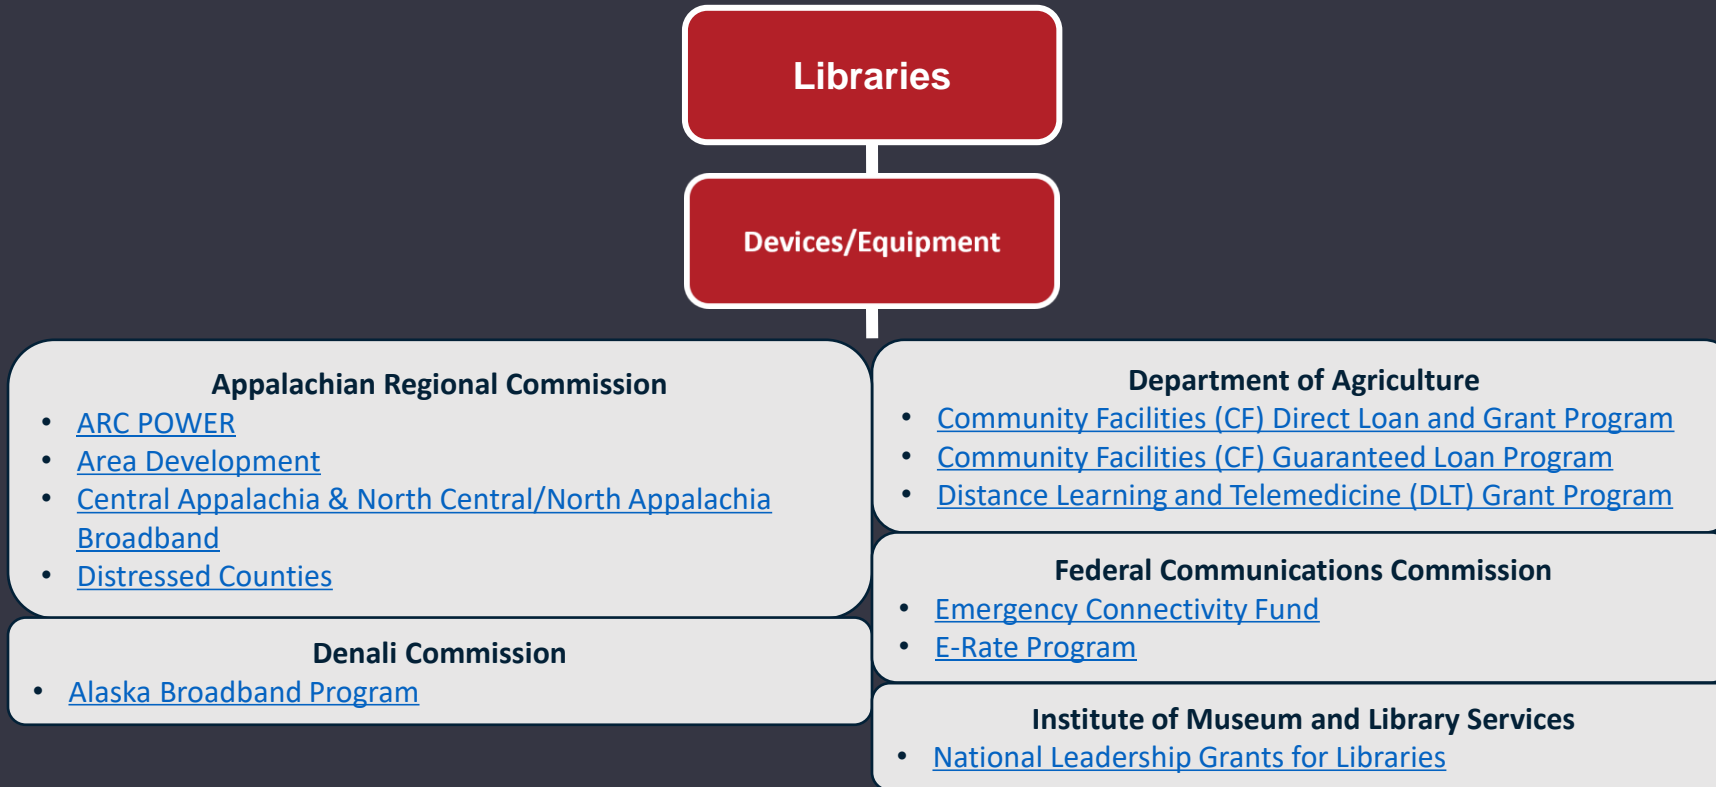 Libraries
Devices/Equipment
Appalachian Regional Commission
• ARC POWER
• Area Development
• Central Appalachia & North Central/North Appalachia
Broadband
• Distressed Counties
Denali Commission
• Alaska Broadband Program
Department of Agriculture
• Community Facilities (CF) Direct Loan and Grant Program
• Community Facilities (CF) Guaranteed Loan Program
• Distance Learning and Telemedicine (DLT) Grant Program
Federal Communications Commission
• Emergency Connectivity Fund
• E-Rate Program
Institute of Museum and Library Services
• National Leadership Grants for Libraries